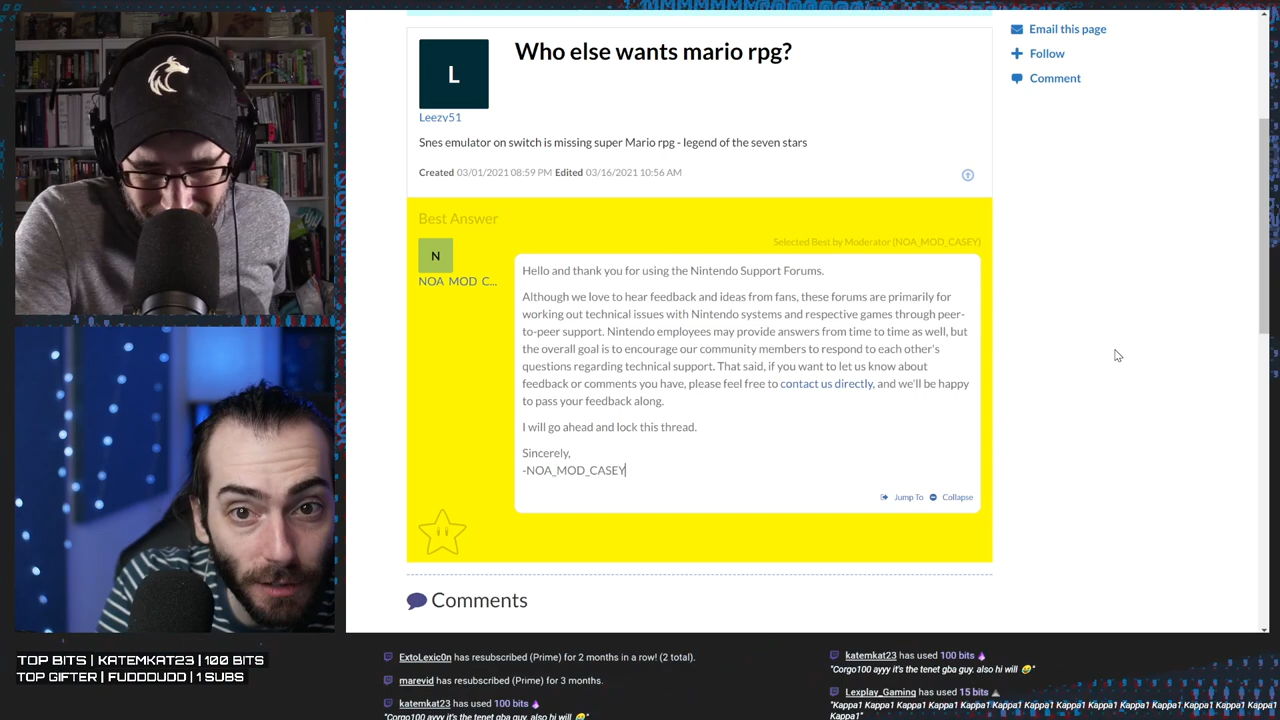 Email this page
Follow
Comment
Who else wants mario rpg?
L
Leezy51
Snes emulator on switch is missing super Mario rpg - legend of the seven stars
Created 03/01/2021 08:59 PM Edited 03/16/2021 10:56 AM
Best Answer
Selected Best by Moderator (NOA_MOD_CASEY)
N
NOA_MOD_C...
Hello and thank you for using the Nintendo Support Forums.
Although we love to hear feedback and ideas from fans, these forums are primarily for
working out technical issues with Nintendo systems and respective games through peer-
to-peer support. Nintendo employees may provide answers from time to time as well, but
the overall goal is to encourage our community members to respond to each other's
questions regarding technical support. That said, if you want to let us know about
feedback or comments you have, please feel free to contact us directly, and we'll be happy
to pass your feedback along.
I will go ahead and lock this thread.
Sincerely,
-NOA_MOD_CASEY
Jump To Collapse
Comments
TOP BITS | KATEMKAT23 | 100 BITS
TOP GIFTER | FUDDDUDD | 1 SUBS
ExtoLexic0n has resubscribed (Prime) for 2 months in a row! (2 total).
marevid has resubscribed (Prime) for 3 months.
katemkat23 has used 100 bits
"Corgo100 ayyy it's the tenet gba guy. also hi will 🤣"
katemkat23 has used 100 bits
"Corgo100 ayyy it's the tenet gba guy. also hi will 🤣"
Lexplay_Gaming has used 15 bits
"Kappa1 Kappa1 Kappa1 Kappa1 Kappa1 Kappa1 Kappa1 Kappa1 Kappa1 Kappa1 Kappa1 Kappa1 Kappa1 Kappa1
Kappa1"